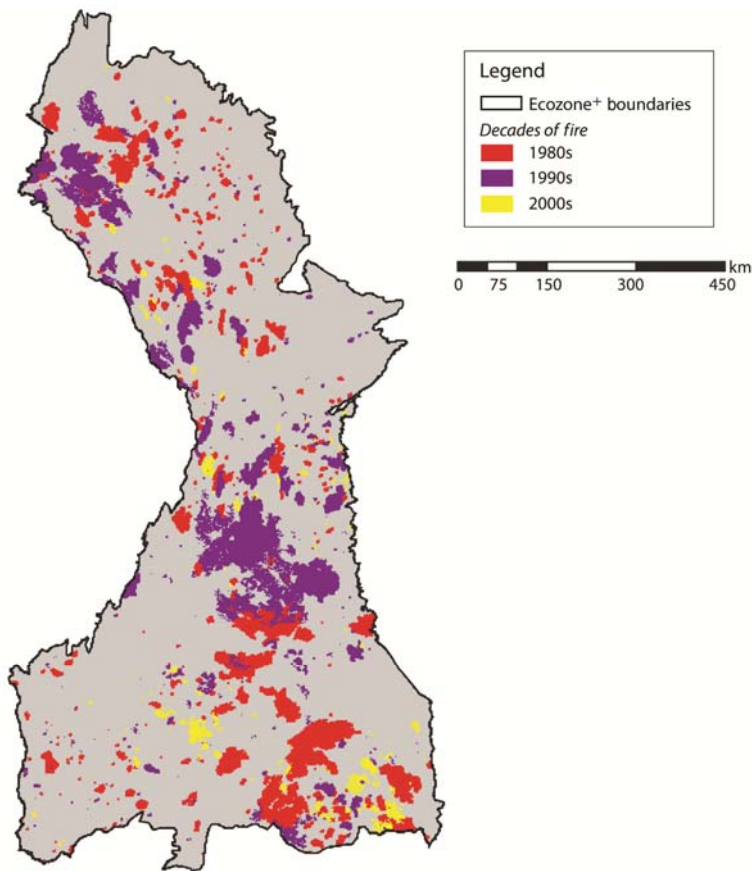 Legend
Ecozone+ boundaries
Decades of fire
1980s
1990s
2000s
km
0 75 150 300 450